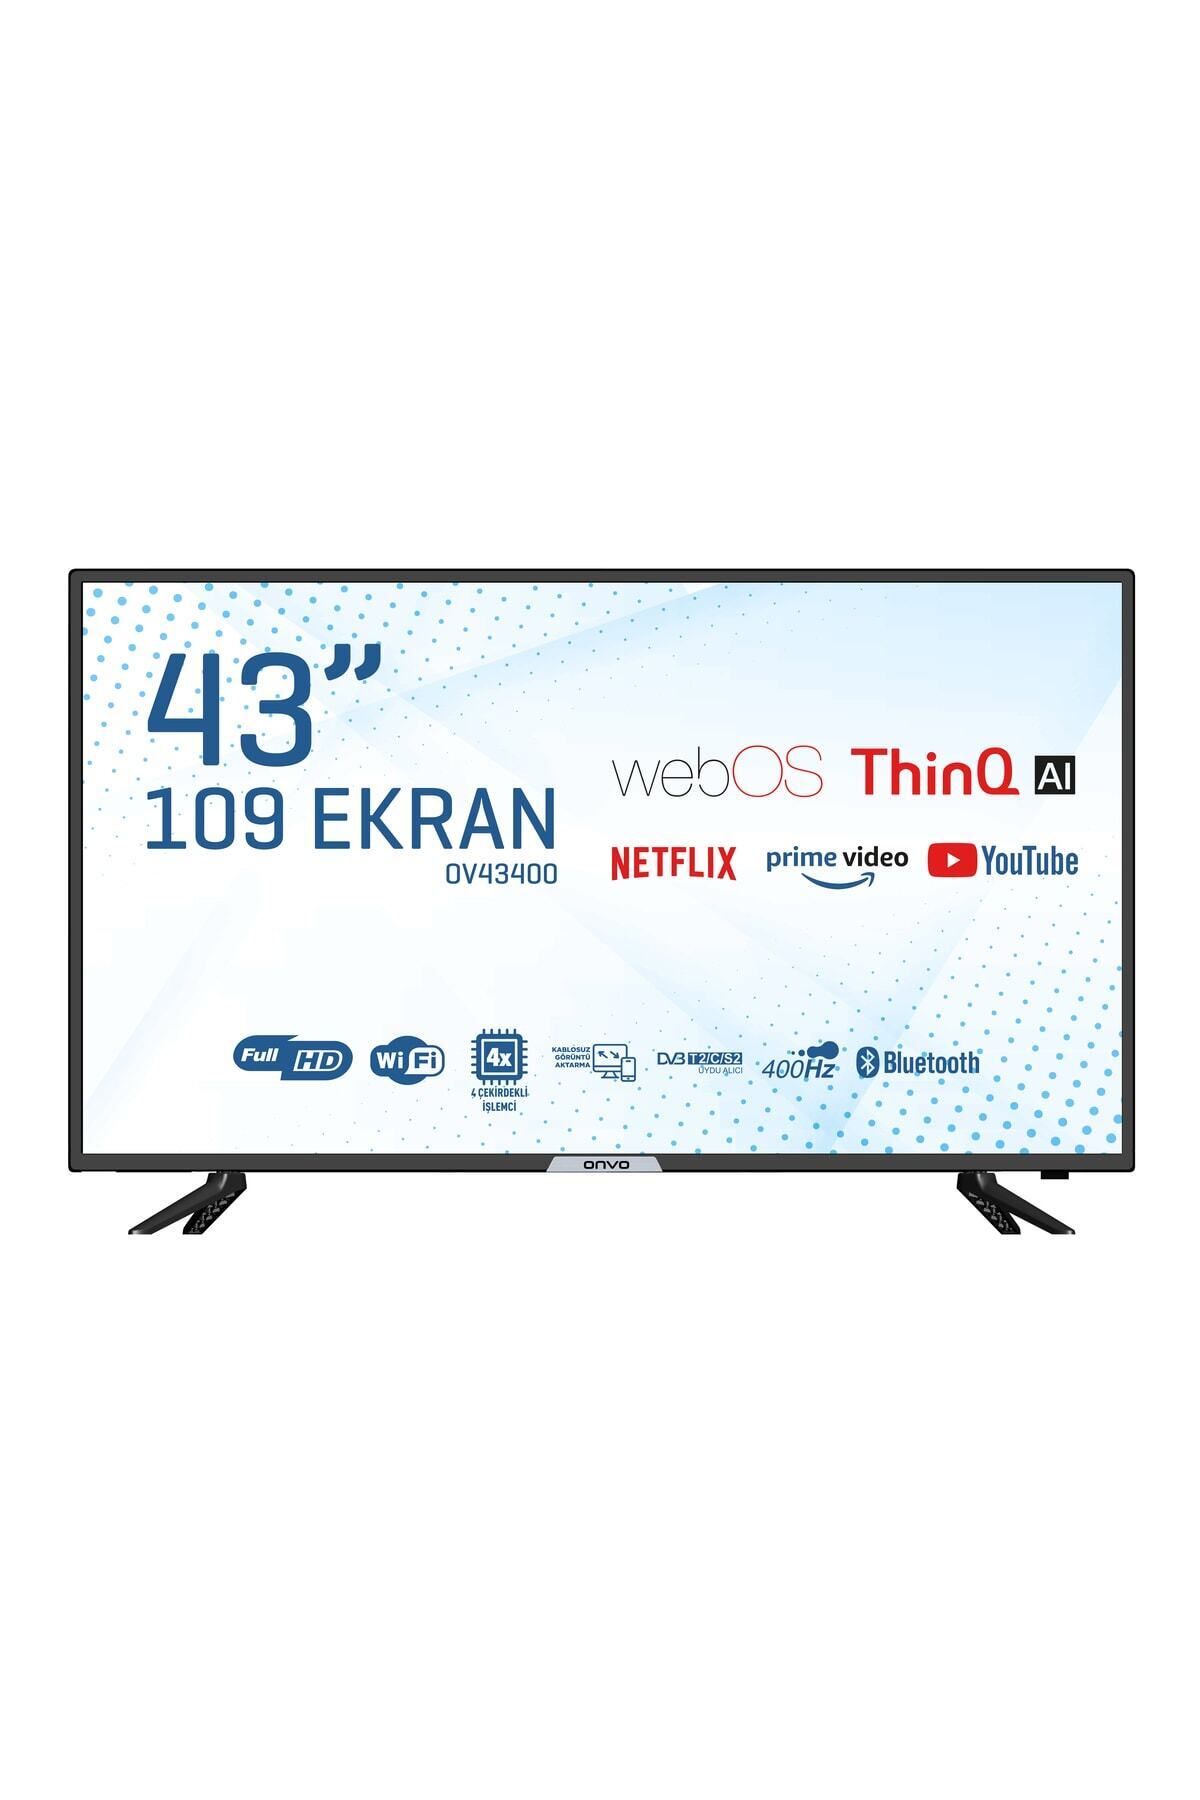 43”
109 EKRAN
OV43400
webOS ThinQ AI
NETFLIX prime video YouTube
Full HD
WiFi
4x
4 ÇEKİRDEKLİ
İŞLEMCİ
KABLOSUZ
GÖRÜNTÜ
AKTARMA
DVB T2/C/S2
UYDU ALICI
400Hz
Bluetooth
onvo